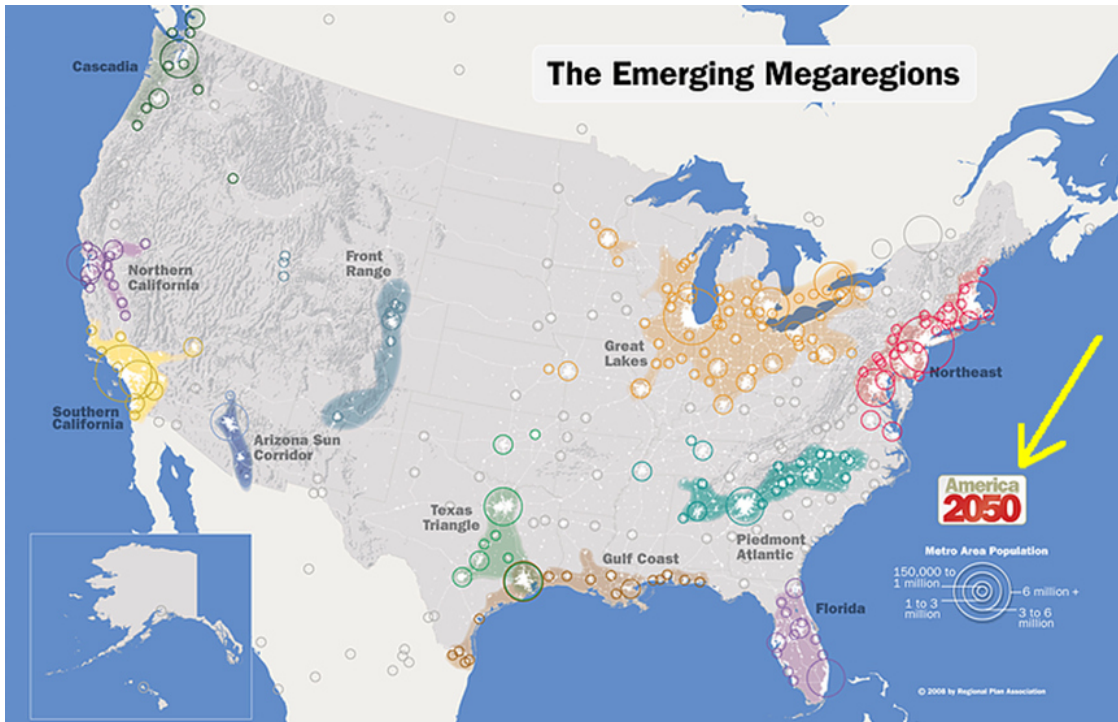 The Emerging Megaregions
Cascadia
Northern
California
Front
Range
Great
Lakes
Northeast
Southern
California
Arizona Sun
Corridor
Texas
Triangle
Gulf Coast
Piedmont
Atlantic
Florida
America
2050
Metro Area Population
150,000 to
1 million
6 million +
1 to 3
million
3 to 6
million
© 2008 by Regional Plan Association